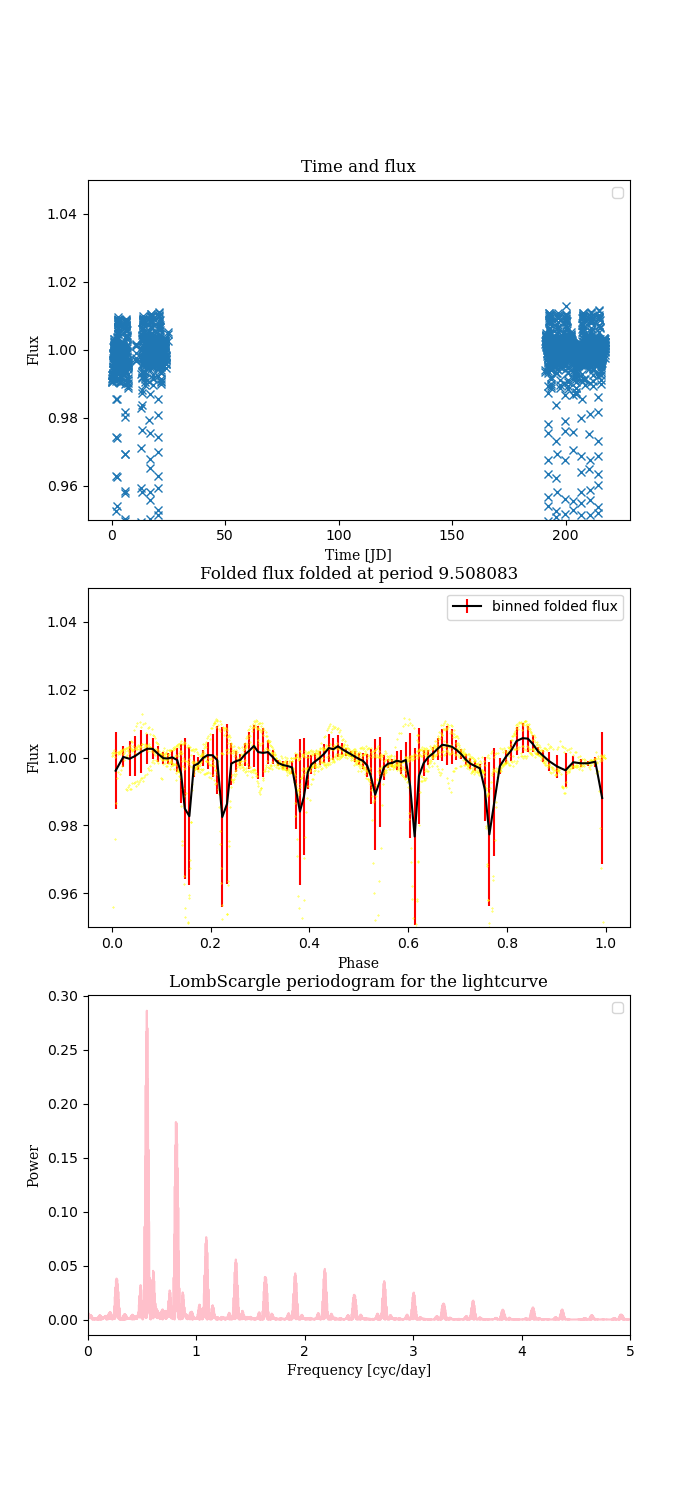 Time and flux
1.04
1.02
1.00
0.98
0.96
Flux
0 50 100 150 200
Time [JD]
Folded flux folded at period 9.508083
binned folded flux
1.04
1.02
1.00
0.98
0.96
Flux
0.0 0.2 0.4 0.6 0.8 1.0
Phase
LombScargle periodogram for the lightcurve
0.30
0.25
0.20
0.15
0.10
0.05
0.00
Power
0 1 2 3 4 5
Frequency [cyc/day]